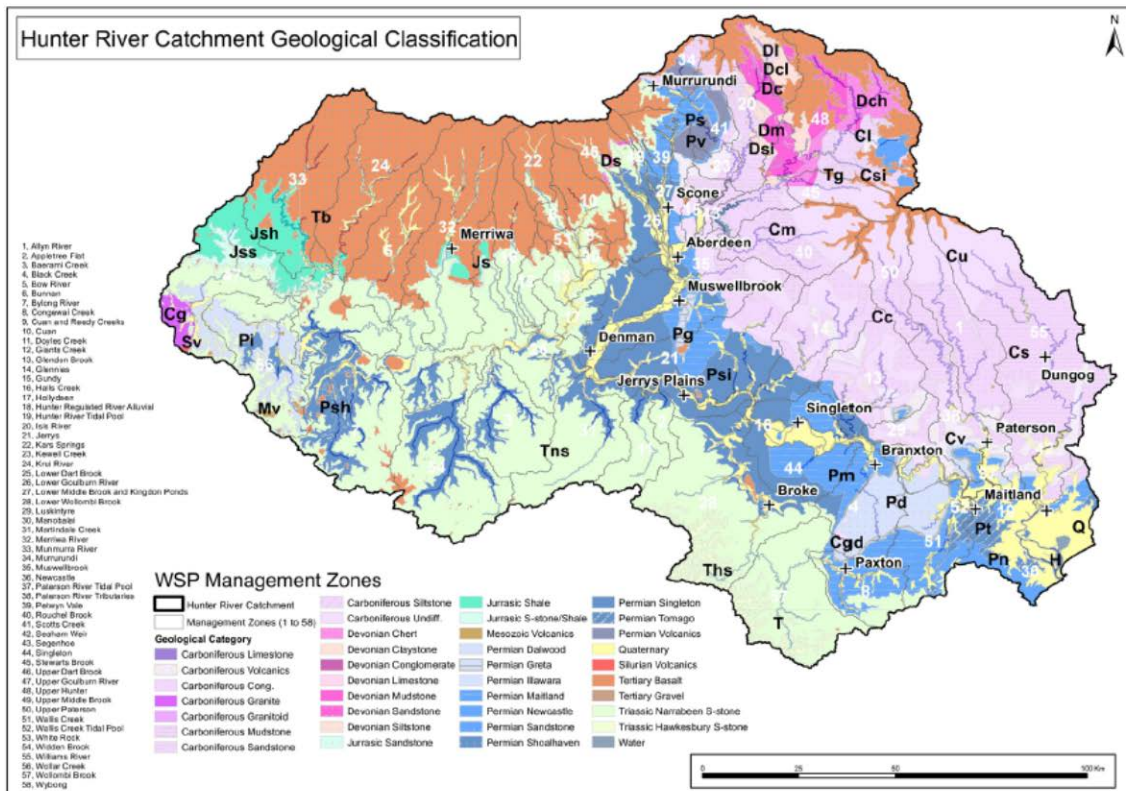 Hunter River Catchment Geological Classification
N
Murrurundi
Scone
Merriwa
Aberdeen
Muswellbrook
Denman
Jerrys Plains
Singleton
Dungog
Paterson
Branxton
Maitland
Broke
Paxton
Dl
Dcl
Dc
Dch
Cl
Dm
Dsi
Tg
Csi
Ps
Pv
Ds
Tb
Jsh
Jss
Js
Cm
Cu
Cc
Cs
Cg
Sv
Pi
Mv
Psh
Tns
Pg
Psi
Pm
Cv
Pd
Pt
Q
H
Pn
Cgd
Ths
T
1, Allyn River
2, Appletree Flat
3, Baerami Creek
4, Black Creek
5, Bow River
6, Bunnan
7, Bylong River
8, Congewai Creek
9, Cuan and Reedy Creeks
10, Cuan
11, Doyles Creek
12, Giants Creek
13, Glendon Brook
14, Glennies
15, Gundy
16, Halls Creek
17, Hollydeen
18, Hunter Regulated River Alluvial
19, Hunter River Tidal Pool
20, Isis River
21, Jerrys
22, Kars Springs
23, Kewell Creek
24, Krui River
25, Lower Dart Brook
26, Lower Goulburn River
27, Lower Middle Brook and Kingdon Ponds
28, Lower Wollombi Brook
29, Luskintyre
30, Manobalai
31, Martindale Creek
32, Merriwa River
33, Munmurra River
34, Murrurundi
35, Muswellbrook
36, Newcastle
37, Paterson River Tidal Pool
38, Paterson River Tributaries
39, Petwyn Vale
40, Rouchel Brook
41, Scotts Creek
42, Seaham Weir
43, Segenhoe
44, Singleton
45, Stewarts Brook
46, Upper Dart Brook
47, Upper Goulburn River
48, Upper Hunter
49, Upper Middle Brook
50, Upper Paterson
51, Wallis Creek
52, Wallis Creek Tidal Pool
53, White Rock
54, Widden Brook
55, Williams River
56, Wollar Creek
57, Wollombi Brook
58, Wybong
WSP Management Zones
Hunter River Catchment
Management Zones (1 to 58)
Geological Category
Carboniferous Limestone
Carboniferous Volcanics
Carboniferous Cong.
Carboniferous Granite
Carboniferous Granitoid
Carboniferous Mudstone
Carboniferous Sandstone
Carboniferous Siltstone
Carboniferous Undiff.
Devonian Chert
Devonian Claystone
Devonian Conglomerate
Devonian Limestone
Devonian Mudstone
Devonian Sandstone
Devonian Siltstone
Jurrasic Sandstone
Jurrasic Shale
Jurrasic S-stone/Shale
Mesozoic Volcanics
Permian Dalwood
Permian Greta
Permian Illawara
Permian Maitland
Permian Newcastle
Permian Sandstone
Permian Shoalhaven
Permian Singleton
Permian Tomago
Permian Volcanics
Quaternary
Silurian Volcanics
Tertiary Basalt
Tertiary Gravel
Triassic Narrabeen S-stone
Triassic Hawkesbury S-stone
Water
0 25 50 100 Km